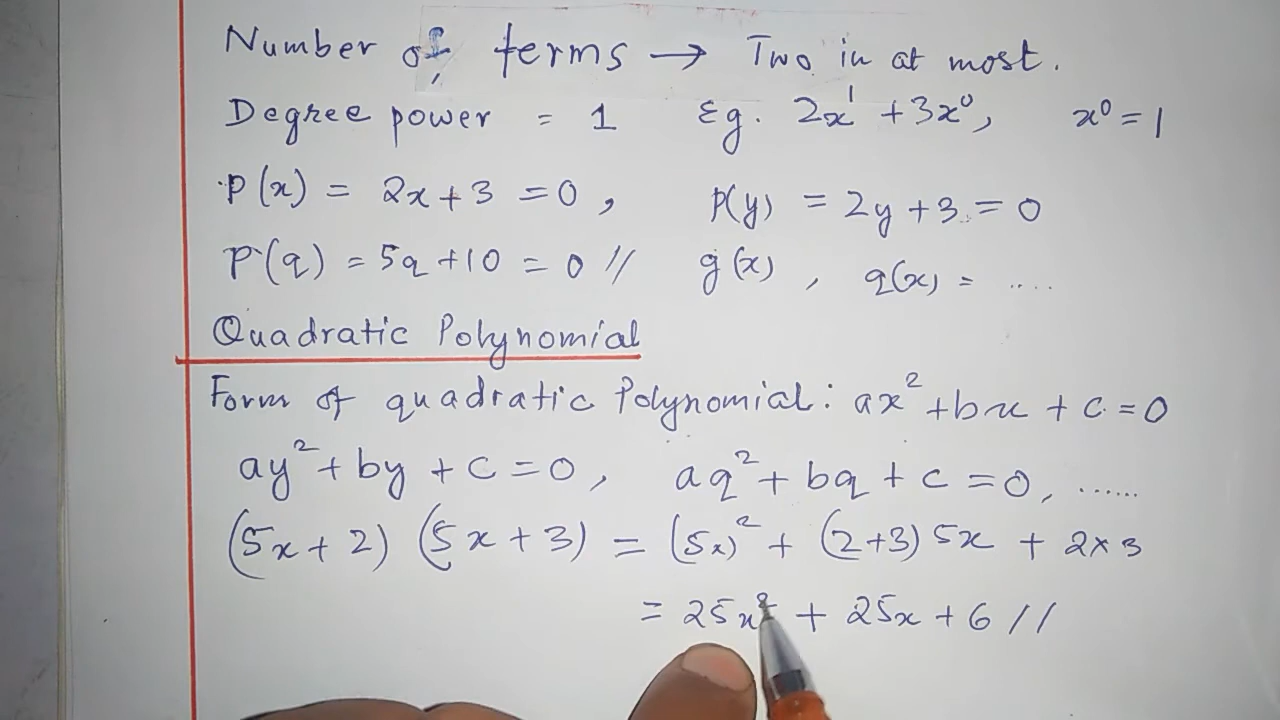 Number of terms → Two in at most.
Degree power = 1 Eg. 2x¹ + 3x⁰, x⁰ = 1
P(x) = 2x + 3 = 0, P(y) = 2y + 3 = 0
P(q) = 5q + 10 = 0 // g(x), q(x) = ....
Quadratic Polynomial
Form of quadratic Polynomial: ax² + bx + c = 0
ay² + by + c = 0, aq² + bq + c = 0, ......
(5x + 2) (5x + 3) = (5x)² + (2+3) 5x + 2 × 3
= 25x² + 25x + 6 //